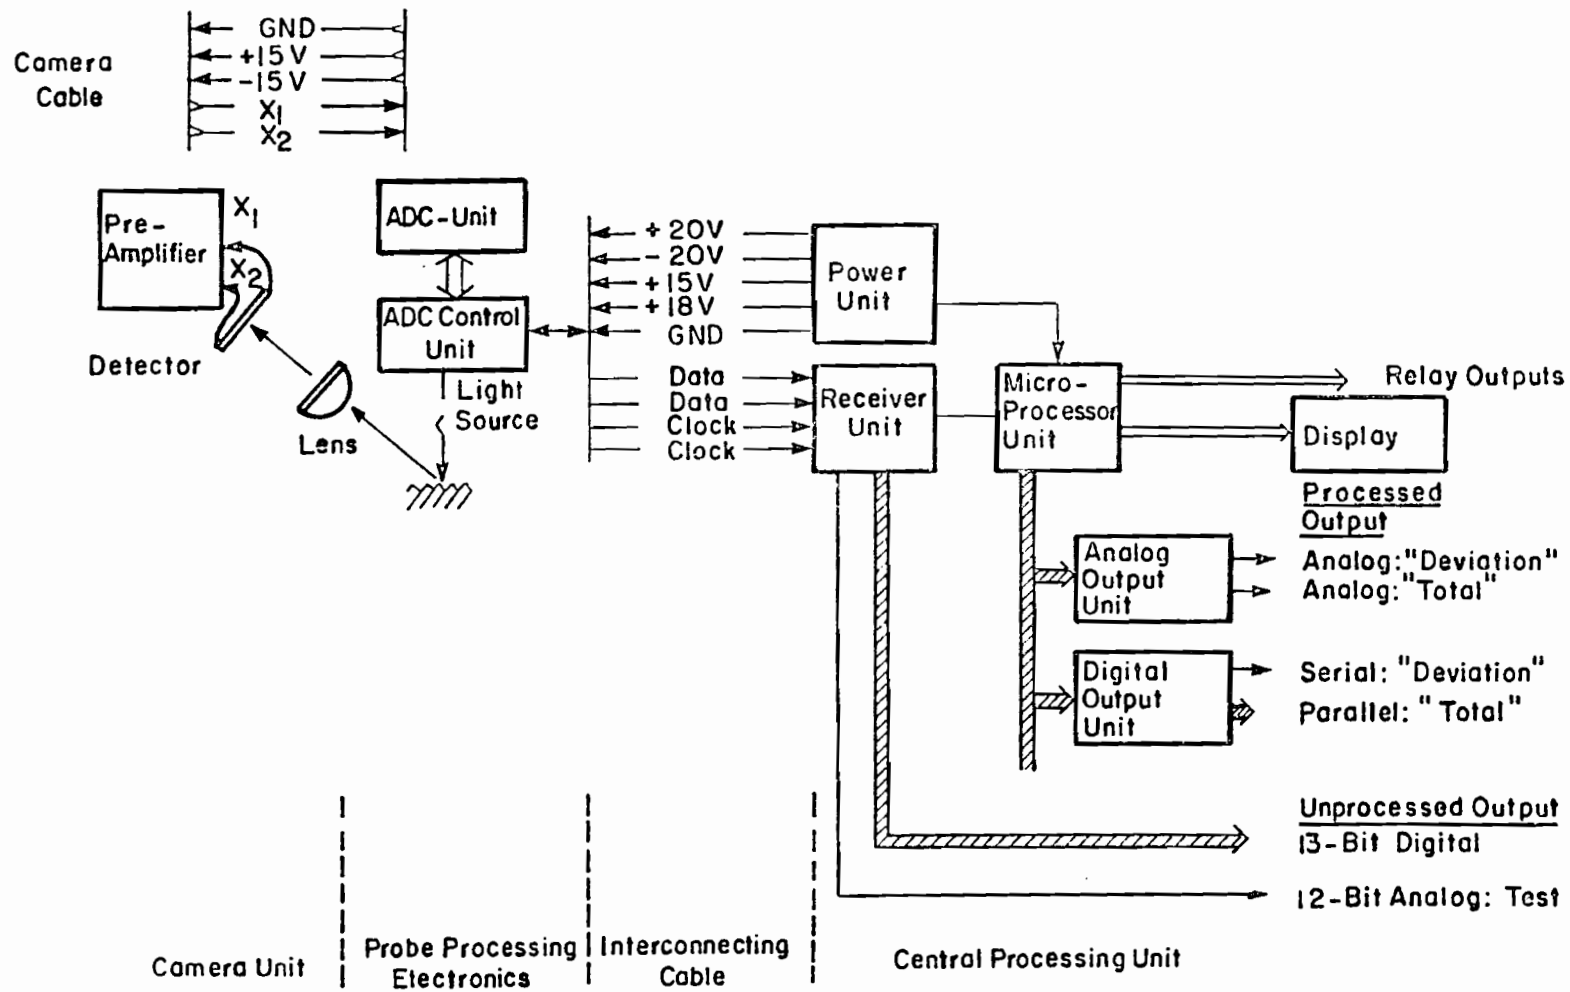 Camera
Cable
GND
+15V
-15V
X1
X2
Pre-
Amplifier
X1
X2
Detector
Lens
ADC-Unit
ADC Control
Unit
Light
Source
+20V
-20V
+15V
+18V
GND
Data
Data
Clock
Clock
Power
Unit
Receiver
Unit
Micro-
Processor
Unit
Relay Outputs
Display
Processed
Output
Analog
Output
Unit
Analog:"Deviation"
Analog:"Total"
Digital
Output
Unit
Serial: "Deviation"
Parallel: "Total"
Unprocessed Output
13-Bit Digital
12-Bit Analog: Test
Camera Unit
Probe Processing
Electronics
Interconnecting
Cable
Central Processing Unit